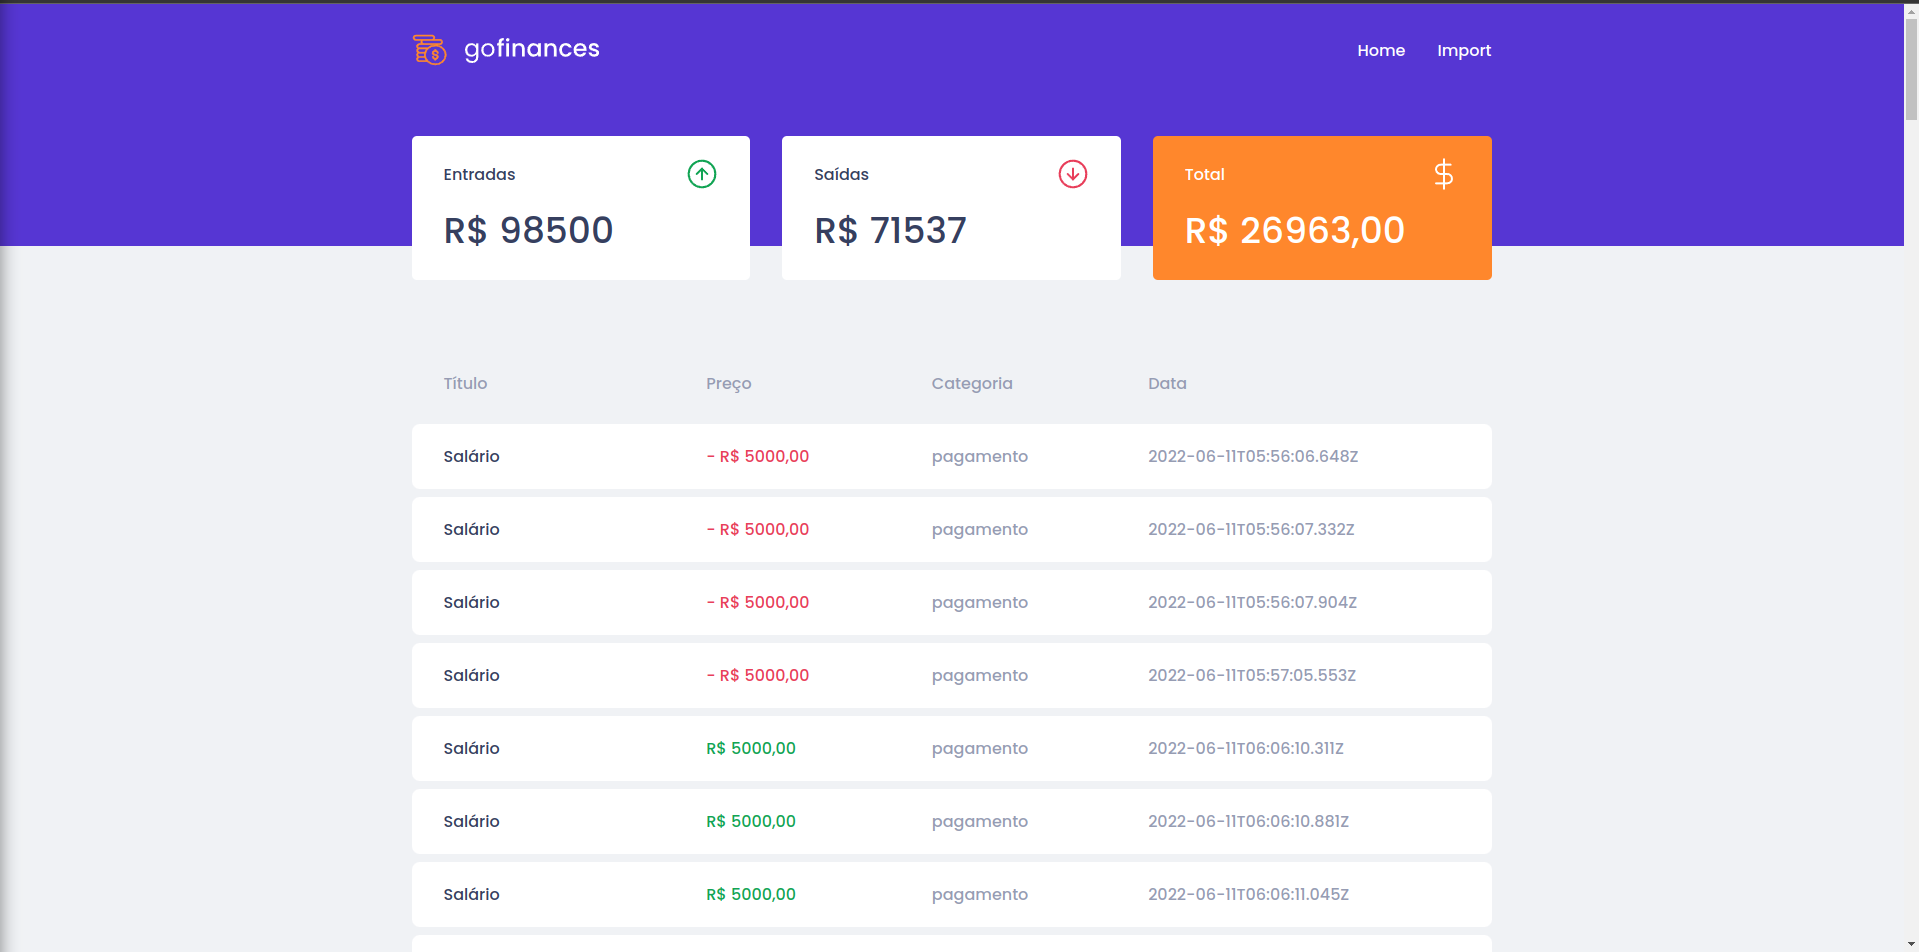 gofinances Home Import
Entradas Saídas Total $
R$ 98500 R$ 71537 R$ 26963,00
Título Preço Categoria Data
Salário - R$ 5000,00 pagamento 2022-06-11T05:56:06.648Z
Salário - R$ 5000,00 pagamento 2022-06-11T05:56:07.332Z
Salário - R$ 5000,00 pagamento 2022-06-11T05:56:07.904Z
Salário - R$ 5000,00 pagamento 2022-06-11T05:57:05.553Z
Salário R$ 5000,00 pagamento 2022-06-11T06:06:10.311Z
Salário R$ 5000,00 pagamento 2022-06-11T06:06:10.881Z
Salário R$ 5000,00 pagamento 2022-06-11T06:06:11.045Z